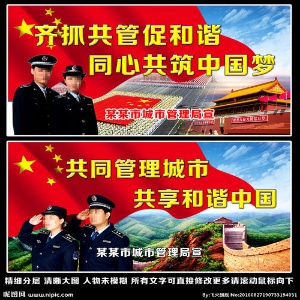 齐抓共管促和谐
同心共筑中国梦
某某市城市管理局宣
共同管理城市
共享和谐中国
某某市城市管理局宣
精细分层 清晰大图 人物未模糊 所有文字可直接修改更多请滚动鼠标向下
昵图网 www.nipic.com